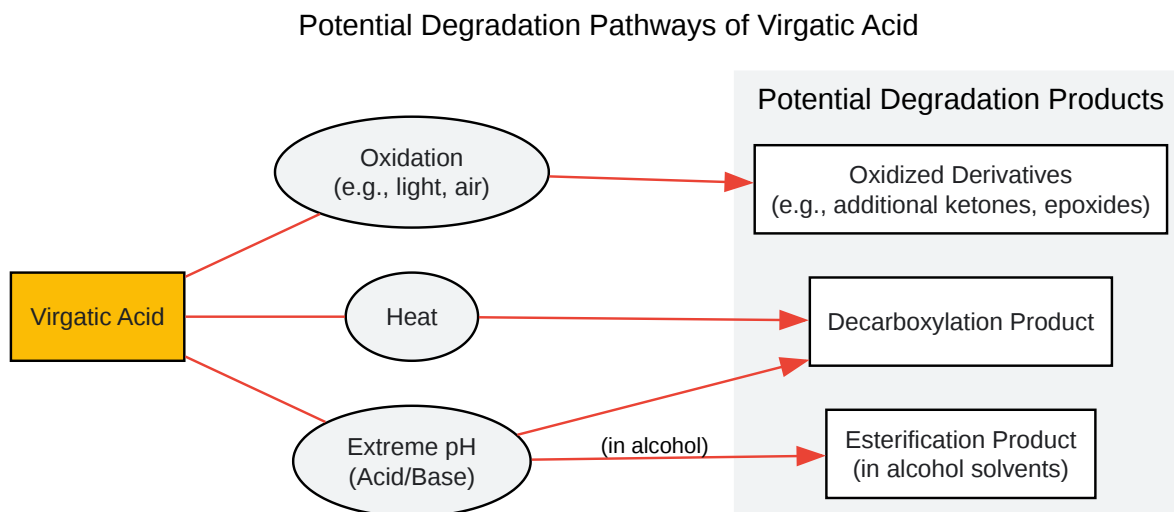 Potential Degradation Pathways of Virgatic Acid
Potential Degradation Products
Oxidation
(e.g., light, air)
Oxidized Derivatives
(e.g., additional ketones, epoxides)
Virgatic Acid
Heat
Decarboxylation Product
Extreme pH
(Acid/Base)
(in alcohol)
Esterification Product
(in alcohol solvents)